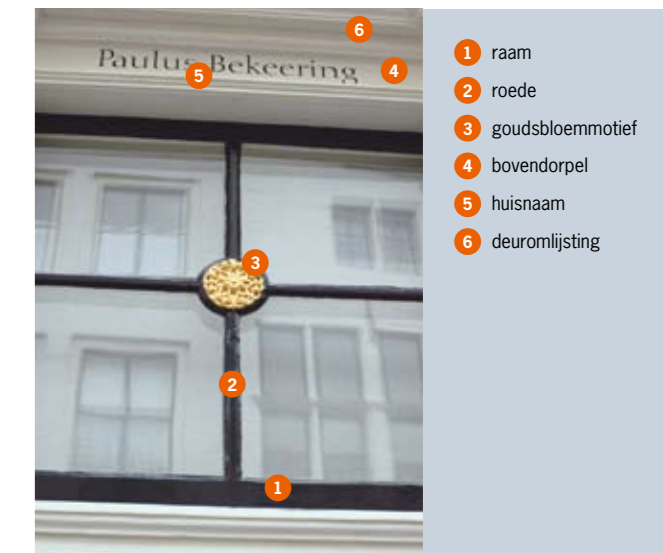 6
Paulus Bekeering
5
4
3
2
1
1 raam
2 roede
3 goudsbloemmotief
4 bovendorpel
5 huisnaam
6 deuromlijsting